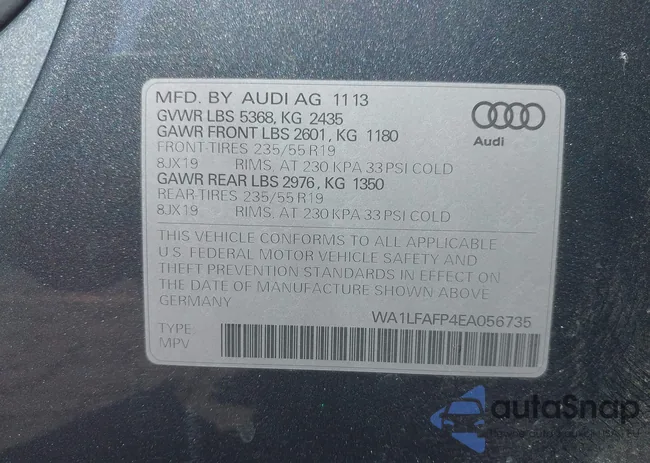 MFD. BY AUDI AG 11 13
GVWR LBS 5368, KG 2435
GAWR FRONT LBS 2601, KG 1180
FRONT-TIRES 235/55 R19
8JX19 RIMS, AT 230 KPA 33 PSI COLD
GAWR REAR LBS 2976, KG 1350
REAR-TIRES 235/55 R19
8JX19 RIMS, AT 230 KPA 33 PSI COLD
Audi
THIS VEHICLE CONFORMS TO ALL APPLICABLE
U.S. FEDERAL MOTOR VEHICLE SAFETY AND
THEFT PREVENTION STANDARDS IN EFFECT ON
THE DATE OF MANUFACTURE SHOWN ABOVE
GERMANY
WA1LFAFP4EA056735
TYPE
MPV
autoSnap